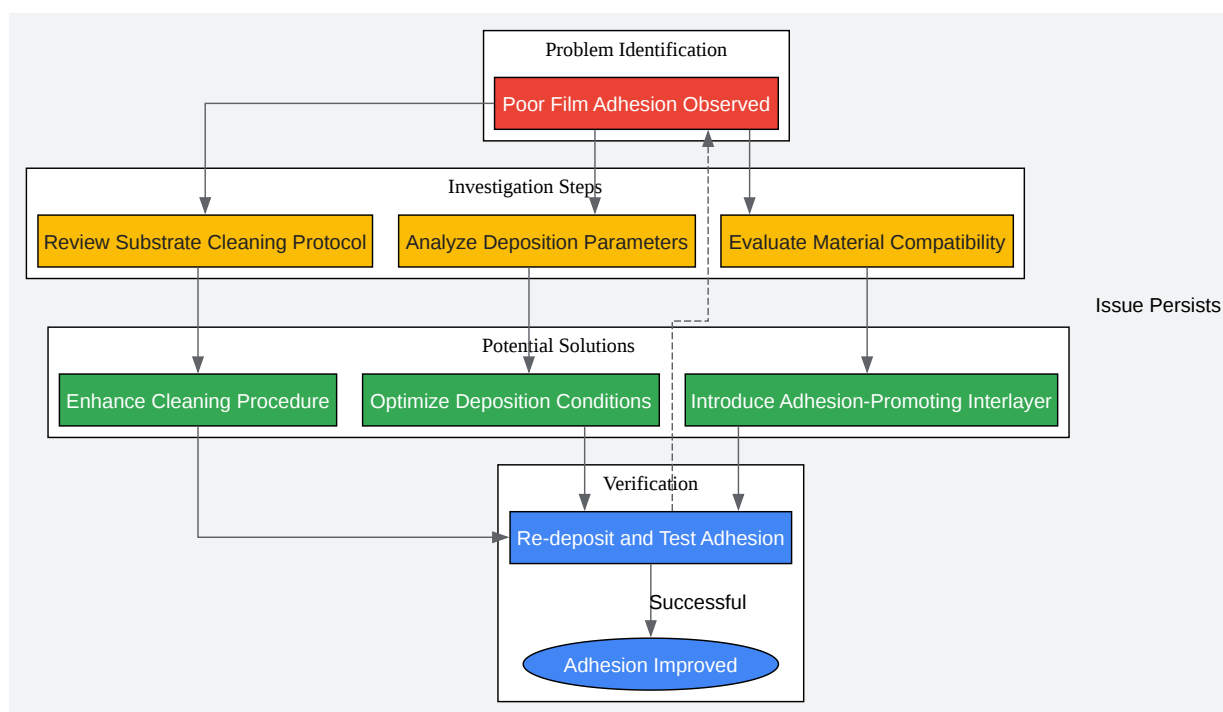 Problem Identification
Poor Film Adhesion Observed
Investigation Steps
Review Substrate Cleaning Protocol
Analyze Deposition Parameters
Evaluate Material Compatibility
Issue Persists
Potential Solutions
Enhance Cleaning Procedure
Optimize Deposition Conditions
Introduce Adhesion-Promoting Interlayer
Verification
Re-deposit and Test Adhesion
Successful
Adhesion Improved